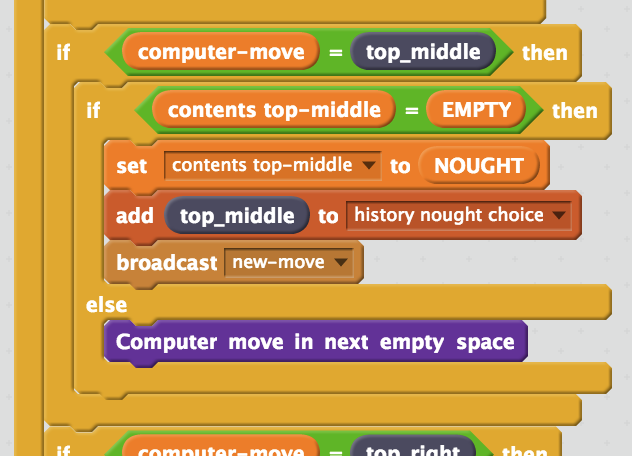 if computer-move = top_middle then
if contents top-middle = EMPTY then
set contents top-middle to NOUGHT
add top_middle to history nought choice
broadcast new-move
else
Computer move in next empty space
if computer-move = top_right then